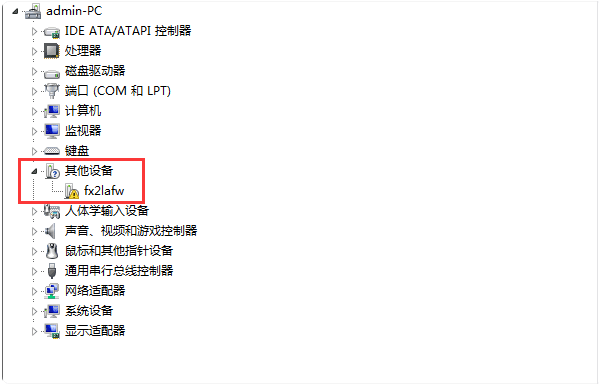 admin-PC
IDE ATA/ATAPI 控制器
处理器
磁盘驱动器
端口 (COM 和 LPT)
计算机
监视器
键盘
其他设备
fx2lafw
人体学输入设备
声音、视频和游戏控制器
鼠标和其他指针设备
通用串行总线控制器
网络适配器
系统设备
显示适配器